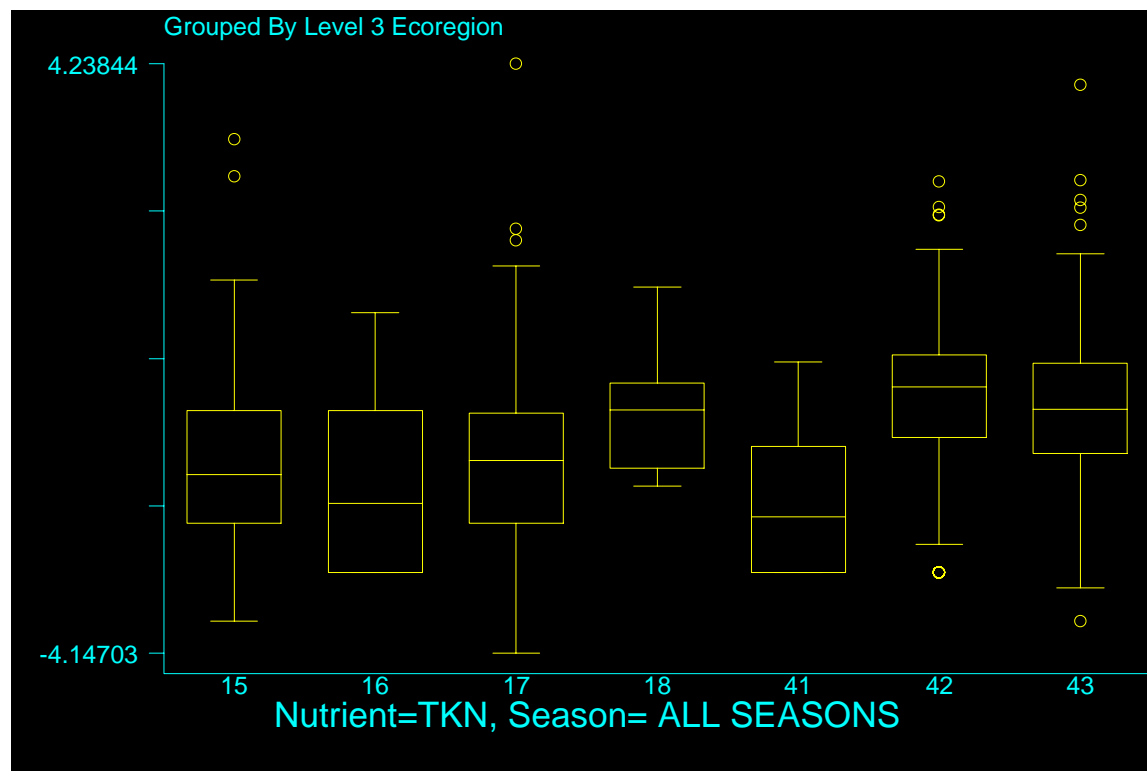 Grouped By Level 3 Ecoregion
4.23844
-4.14703
15 16 17 18 41 42 43
Nutrient=TKN, Season= ALL SEASONS